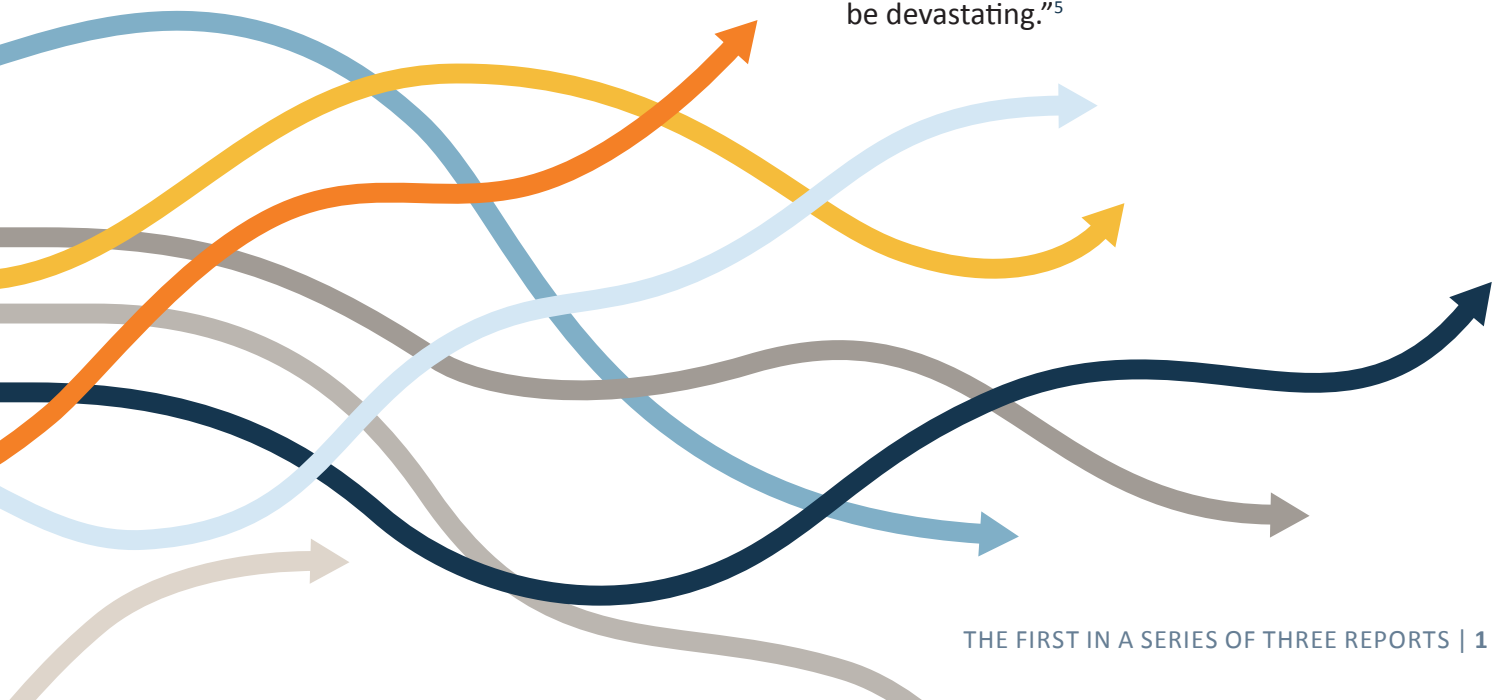 be devastating.”5
THE FIRST IN A SERIES OF THREE REPORTS | 1